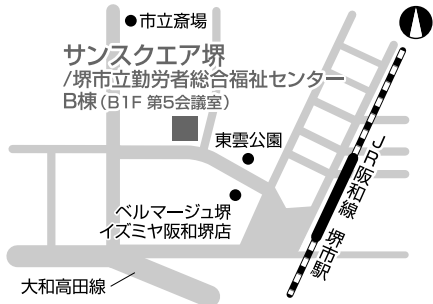 市立斎場
サンスクエア堺
/堺市立勤労者総合福祉センター
B棟（B1F 第5会議室）
東雲公園
JR阪和線 堺市駅
ベルマージュ堺
イズミヤ阪和堺店
大和高田線